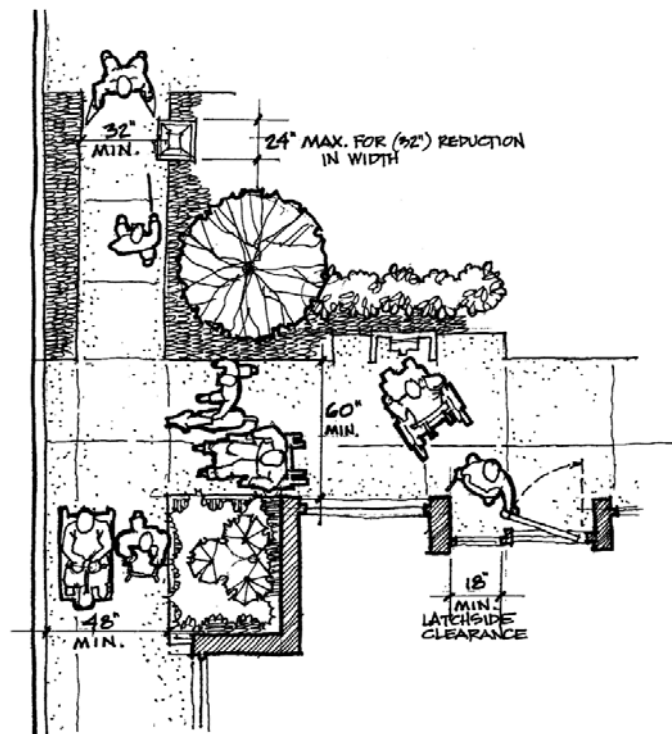 32"
MIN.
24" MAX. FOR (32") REDUCTION
IN WIDTH
60"
MIN.
48"
MIN.
18"
MIN.
LATCHSIDE
CLEARANCE